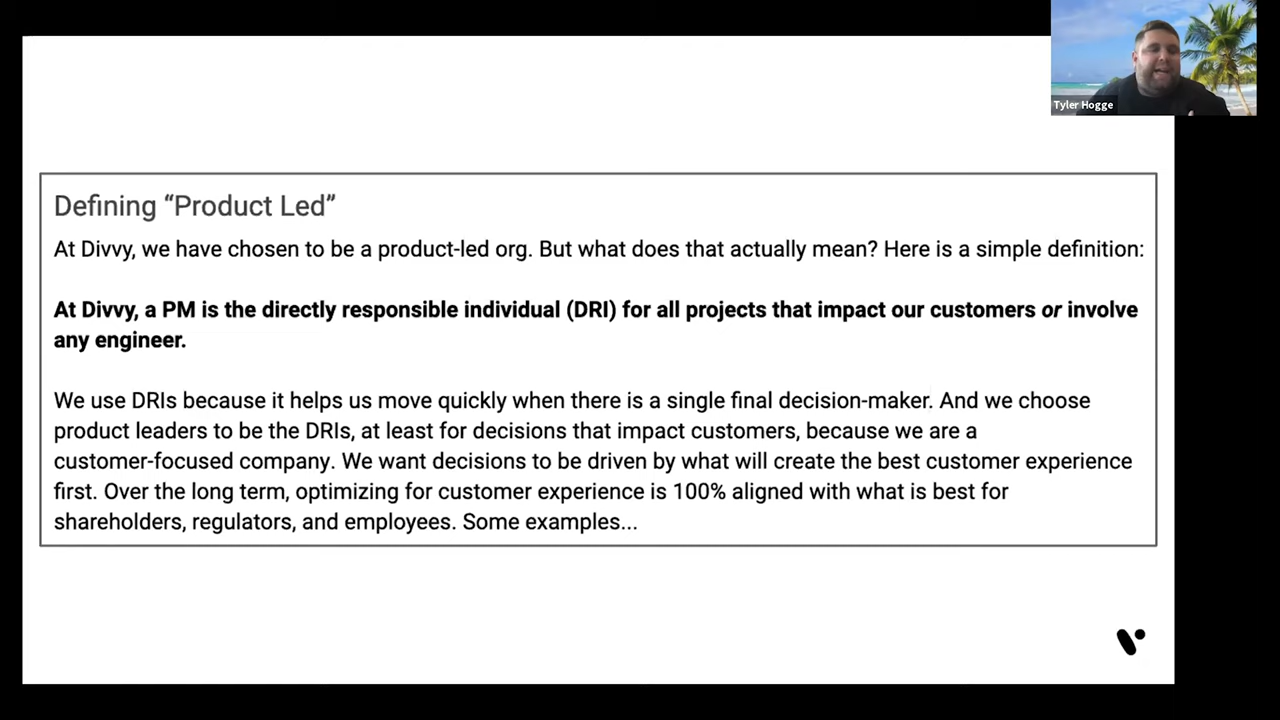 Tyler Hogge
Defining “Product Led”
At Divvy, we have chosen to be a product-led org. But what does that actually mean? Here is a simple definition:
At Divvy, a PM is the directly responsible individual (DRI) for all projects that impact our customers or involve
any engineer.
We use DRIs because it helps us move quickly when there is a single final decision-maker. And we choose
product leaders to be the DRIs, at least for decisions that impact customers, because we are a
customer-focused company. We want decisions to be driven by what will create the best customer experience
first. Over the long term, optimizing for customer experience is 100% aligned with what is best for
shareholders, regulators, and employees. Some examples...